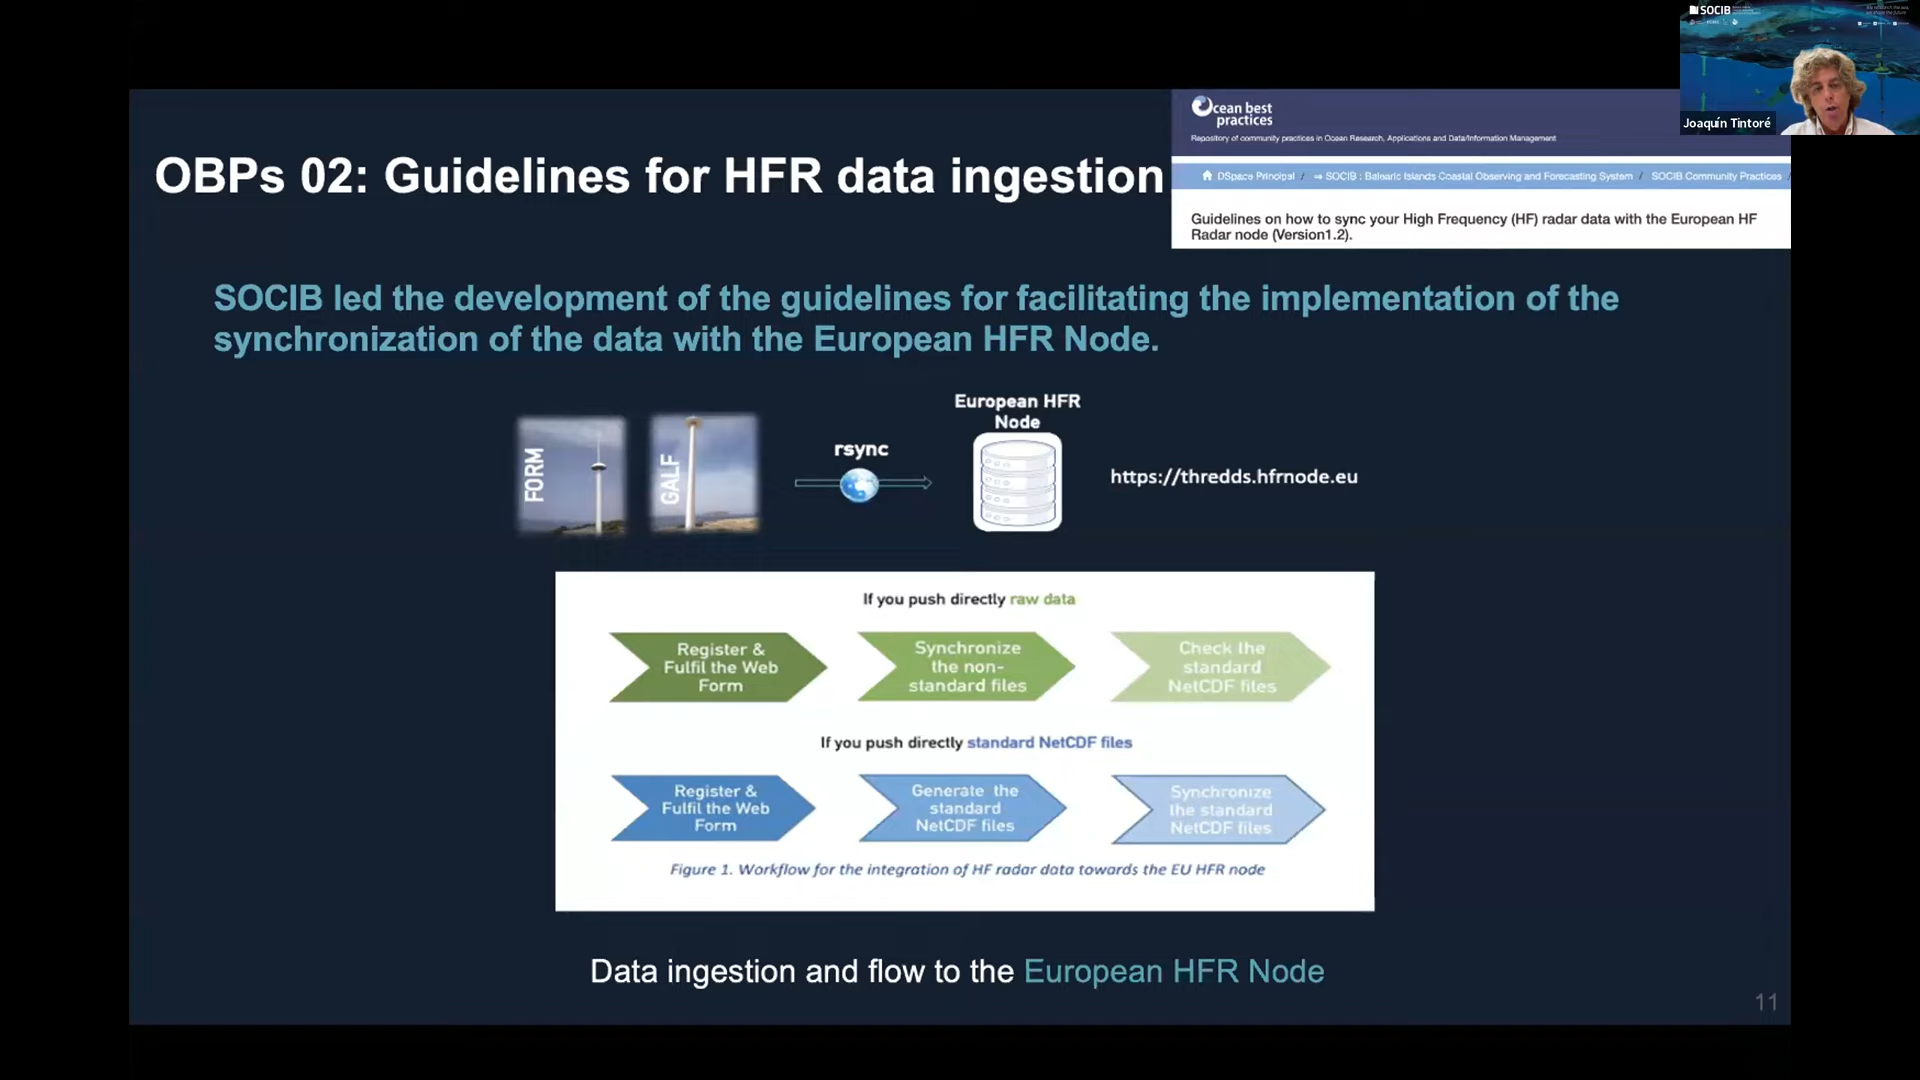 SOCIB
Joaquín Tintoré
Ocean best
practices
Repository of community practices in Ocean Research, Applications and Data/Information Management
DSpace Principal / ⇒ SOCIB : Balearic Islands Coastal Observing and Forecasting System / SOCIB Community Practices /
Guidelines on how to sync your High Frequency (HF) radar data with the European HF
Radar node (Version1.2).
OBPs 02: Guidelines for HFR data ingestion
SOCIB led the development of the guidelines for facilitating the implementation of the
synchronization of the data with the European HFR Node.
FORM
GALF
rsync
European HFR
Node
https://thredds.hfrnode.eu
If you push directly raw data
Register &
Fulfil the Web
Form
Synchronize
the non-
standard files
Check the
standard
NetCDF files
If you push directly standard NetCDF files
Register &
Fulfil the Web
Form
Generate the
standard
NetCDF files
Synchronize
the standard
NetCDF files
Figure 1. Workflow for the integration of HF radar data towards the EU HFR node
Data ingestion and flow to the European HFR Node
11